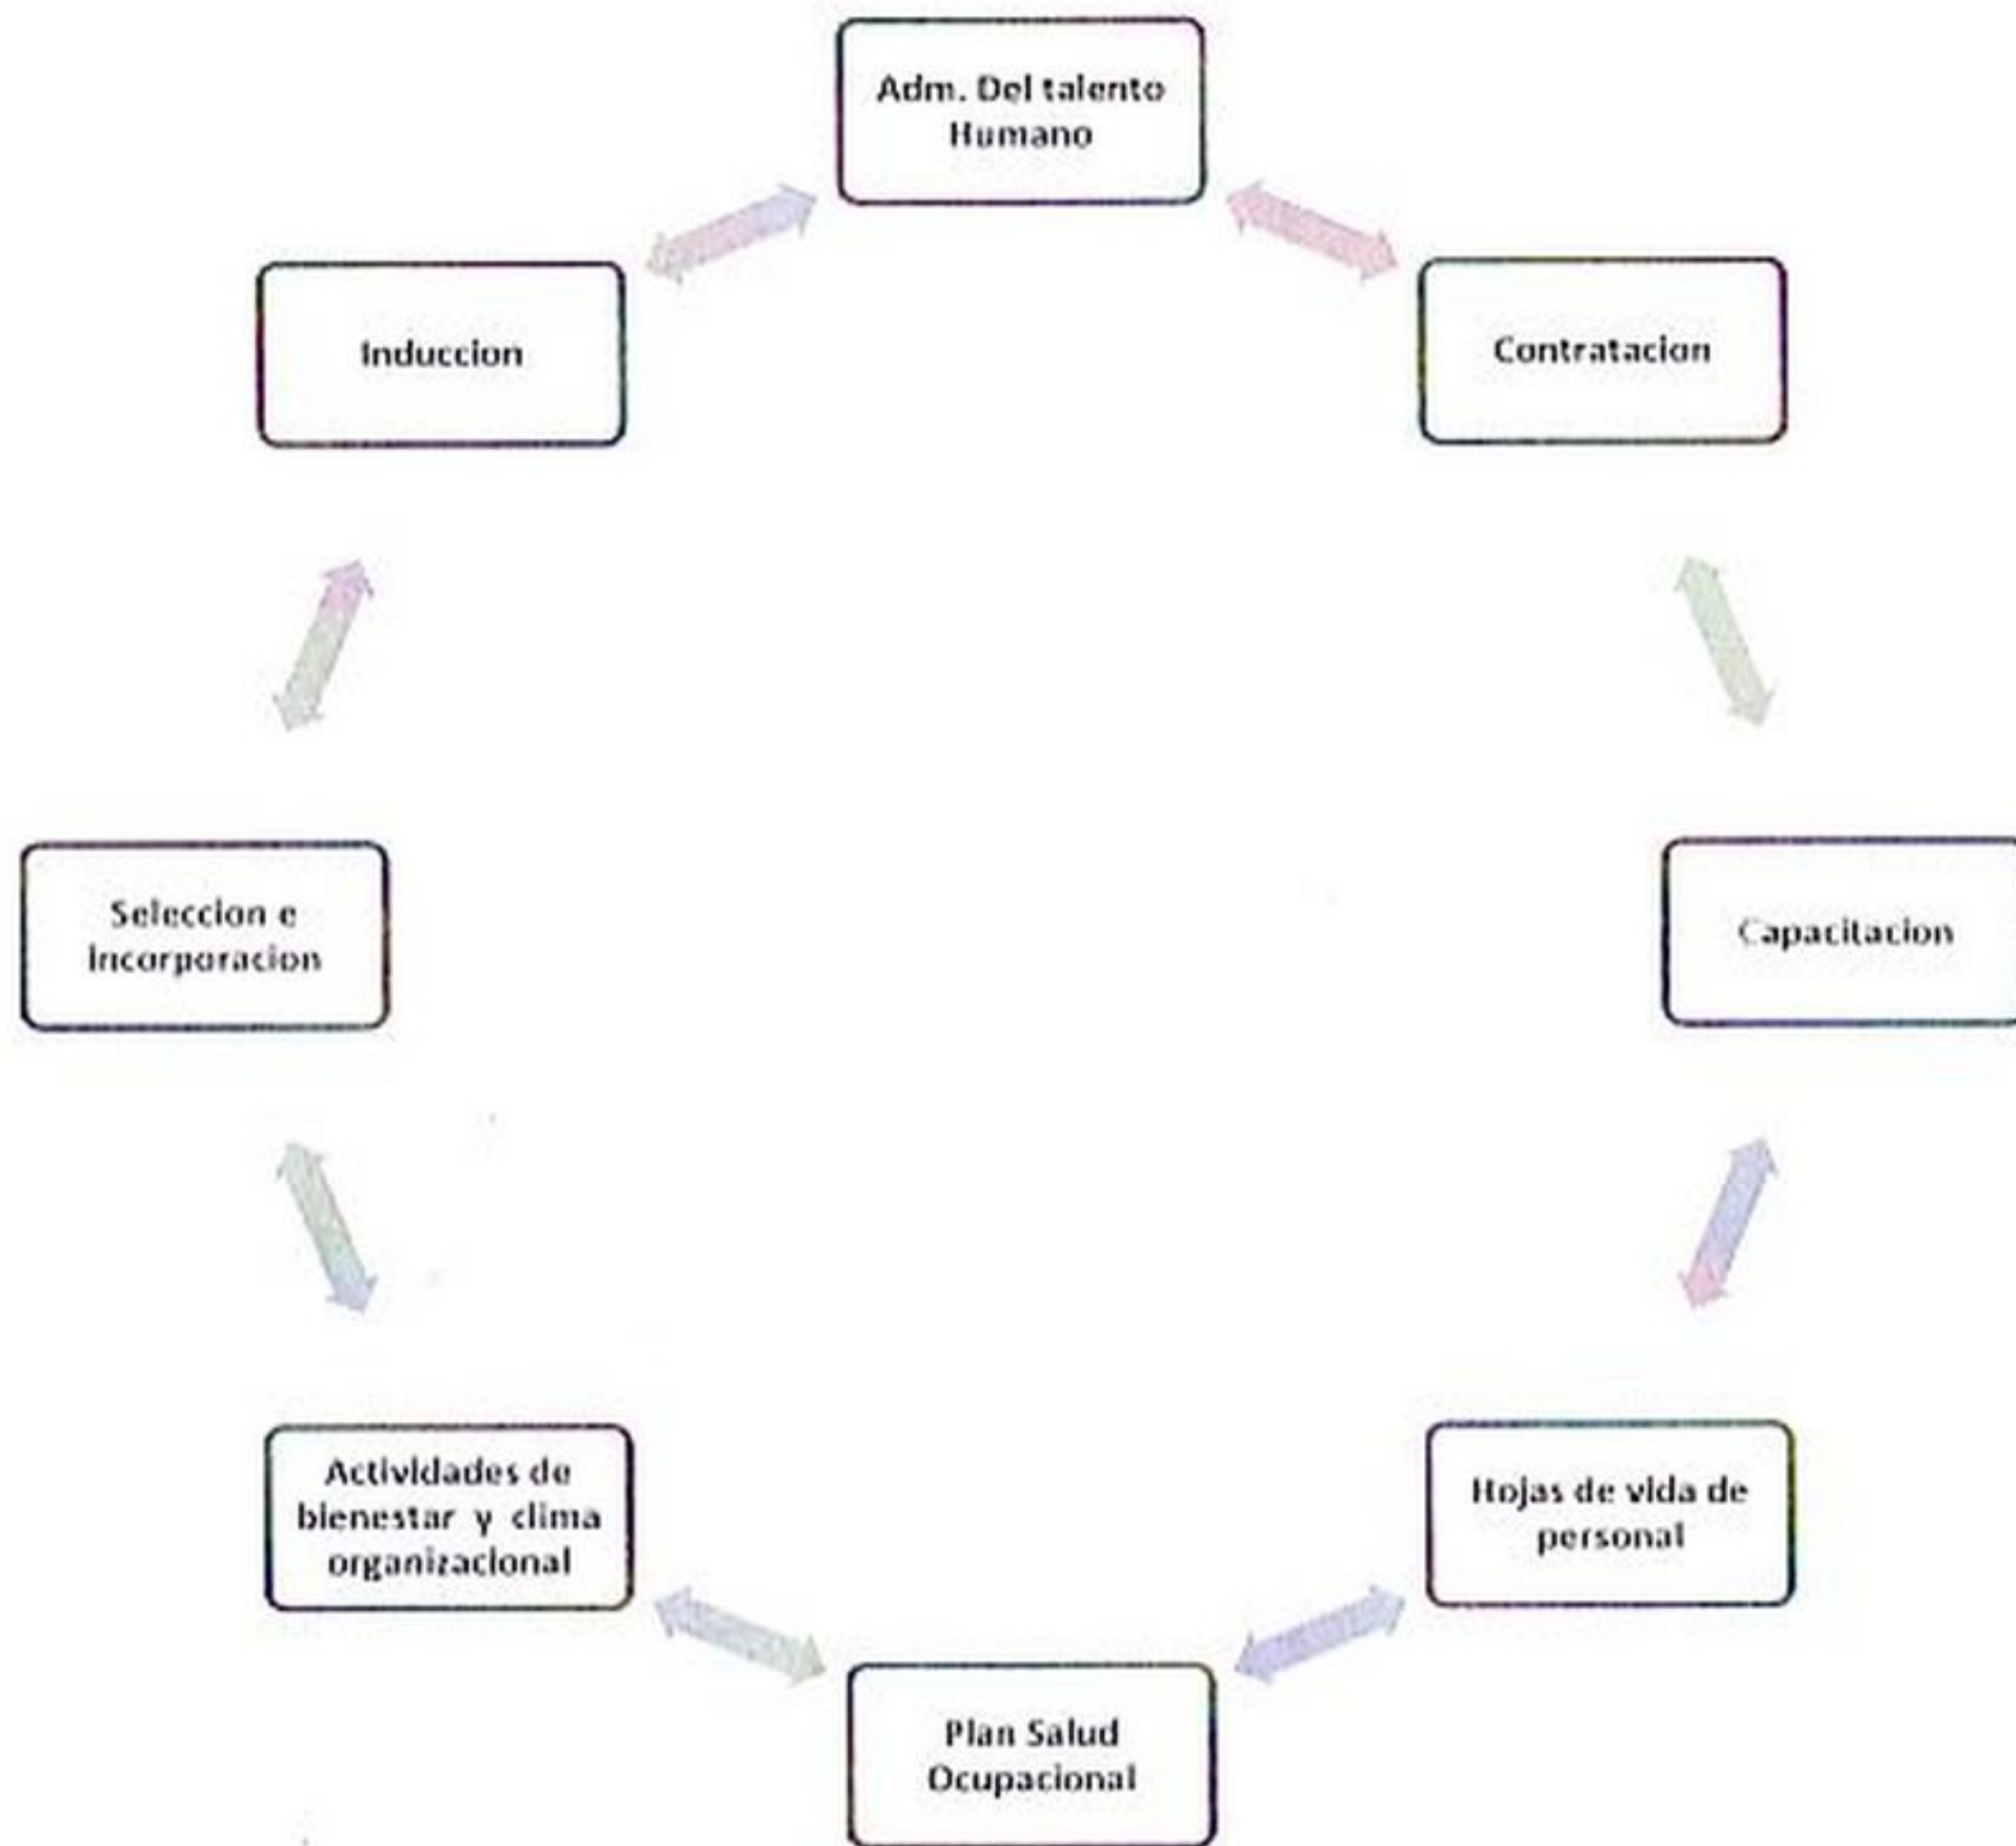 Adm. Del talento
Humano
Induccion
Contratacion
Seleccion e
Incorporacion
Capacitacion
Actividades de
bienestar y clima
organizacional
Hojas de vida de
personal
Plan Salud
Ocupacional